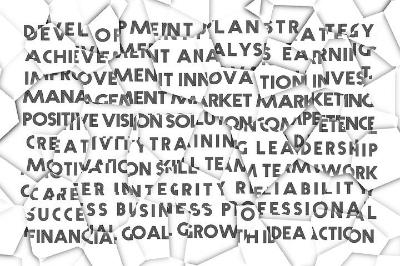 DEVELOPMENT PLAN STRATEGY
ACHIEVEMENT ANALYSE EARNING
IMPROVEMENT INNOVATION INVEST
MANAGEMENT MARKET MARKETING
POSITIVE VISION SOLUTION COMPETENCE
CREATIVITY TRAINING LEADERSHIP
MOTIVATION SKILL TEAM TEAMWORK
CAREER INTEGRITY RELIABILITY
SUCCESS BUSINESS PROFESSIONAL
FINANCIAL GOAL GROWTH IDEA ACTION